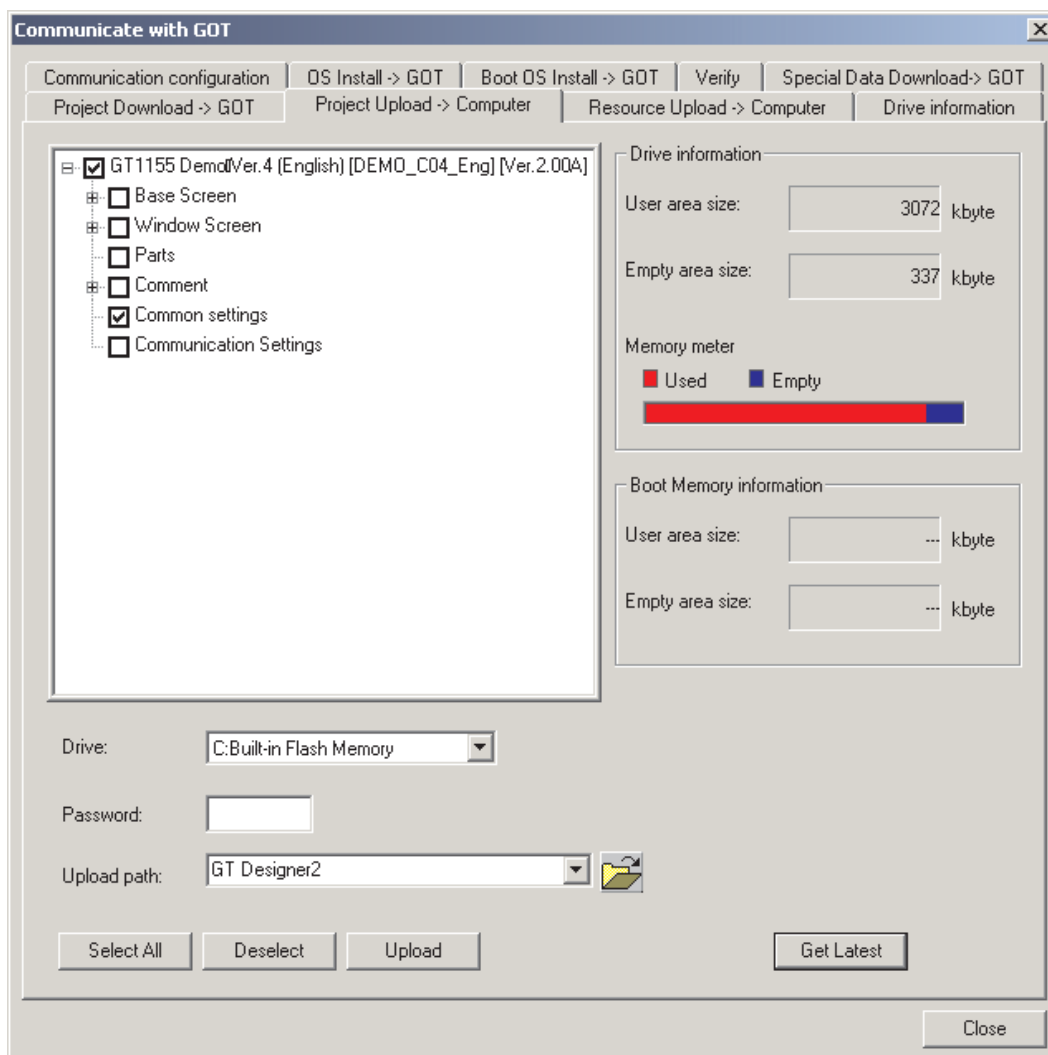 Communicate with GOT
Communication configuration OS Install -> GOT Boot OS Install -> GOT Verify Special Data Download-> GOT
Project Download -> GOT Project Upload -> Computer Resource Upload -> Computer Drive information
GT1155 Demo Ver.4 (English) [DEMO_C04_Eng] [Ver.2.00A]
Base Screen
Window Screen
Parts
Comment
Common settings
Communication Settings
Drive information
User area size: 3072 kbyte
Empty area size: 337 kbyte
Memory meter
Used Empty
Boot Memory information
User area size: --- kbyte
Empty area size: --- kbyte
Drive: C:Built-in Flash Memory
Password:
Upload path: GT Designer2
Select All Deselect Upload Get Latest
Close